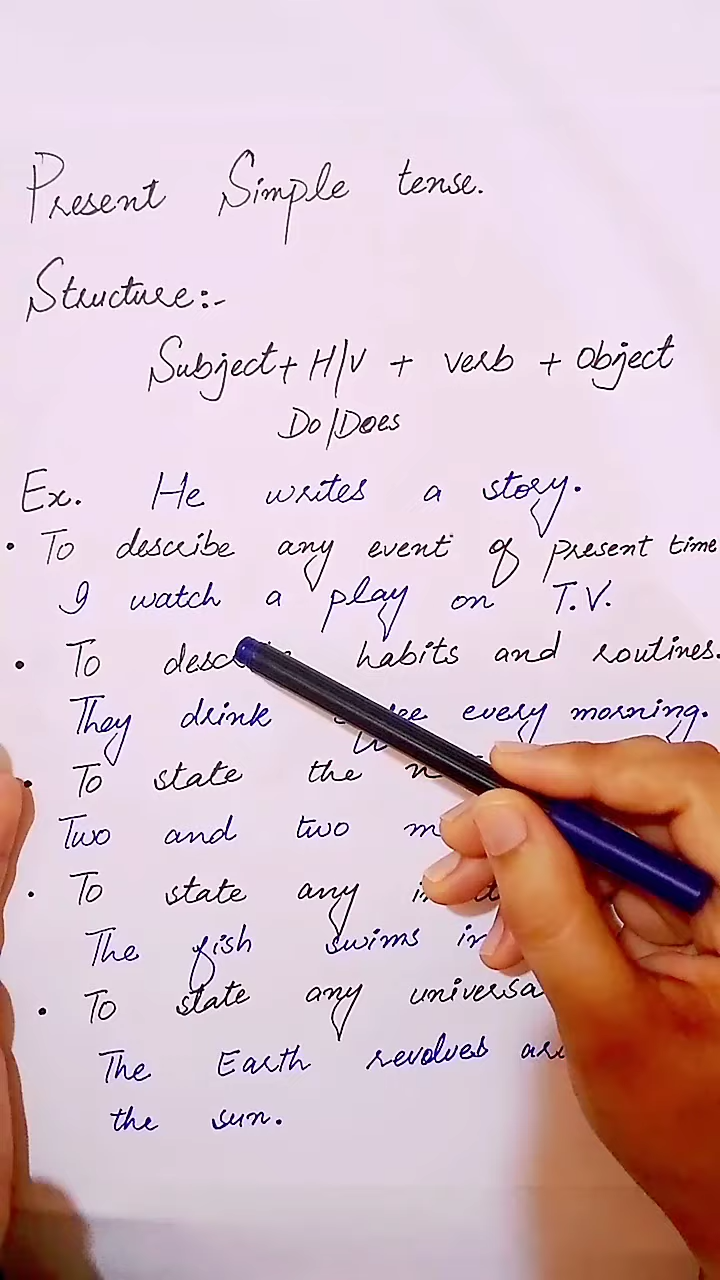 Present Simple tense.
Structure:-
Subject + H/V + verb + Object
Do/Does
Ex. He writes a story.
• To describe any event of present time
I watch a play on T.V.
• To habits and routines.
They drink every morning.
• To state the
Two and two
• To state any
The fish swims in
• To state any
The Earth revolves
the sun.